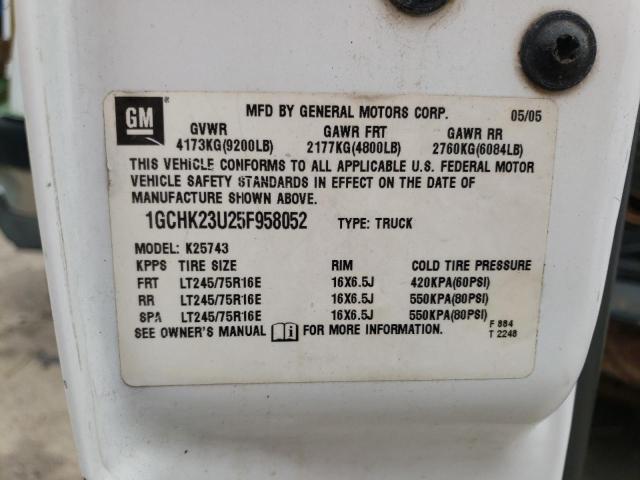 GM
®
MFD BY GENERAL MOTORS CORP. 05/05
GVWR GAWR FRT GAWR RR
4173KG(9200LB) 2177KG(4800LB) 2760KG(6084LB)
THIS VEHICLE CONFORMS TO ALL APPLICABLE U.S. FEDERAL MOTOR
VEHICLE SAFETY STANDARDS IN EFFECT ON THE DATE OF
MANUFACTURE SHOWN ABOVE.
1GCHK23U25F958052 TYPE: TRUCK
MODEL: K25743
KPPS TIRE SIZE RIM COLD TIRE PRESSURE
FRT LT245/75R16E 16X6.5J 420KPA(60PSI)
RR LT245/75R16E 16X6.5J 550KPA(80PSI)
SPA LT245/75R16E 16X6.5J 550KPA(80PSI)
SEE OWNER'S MANUAL i FOR MORE INFORMATION.
F 884
T 2248